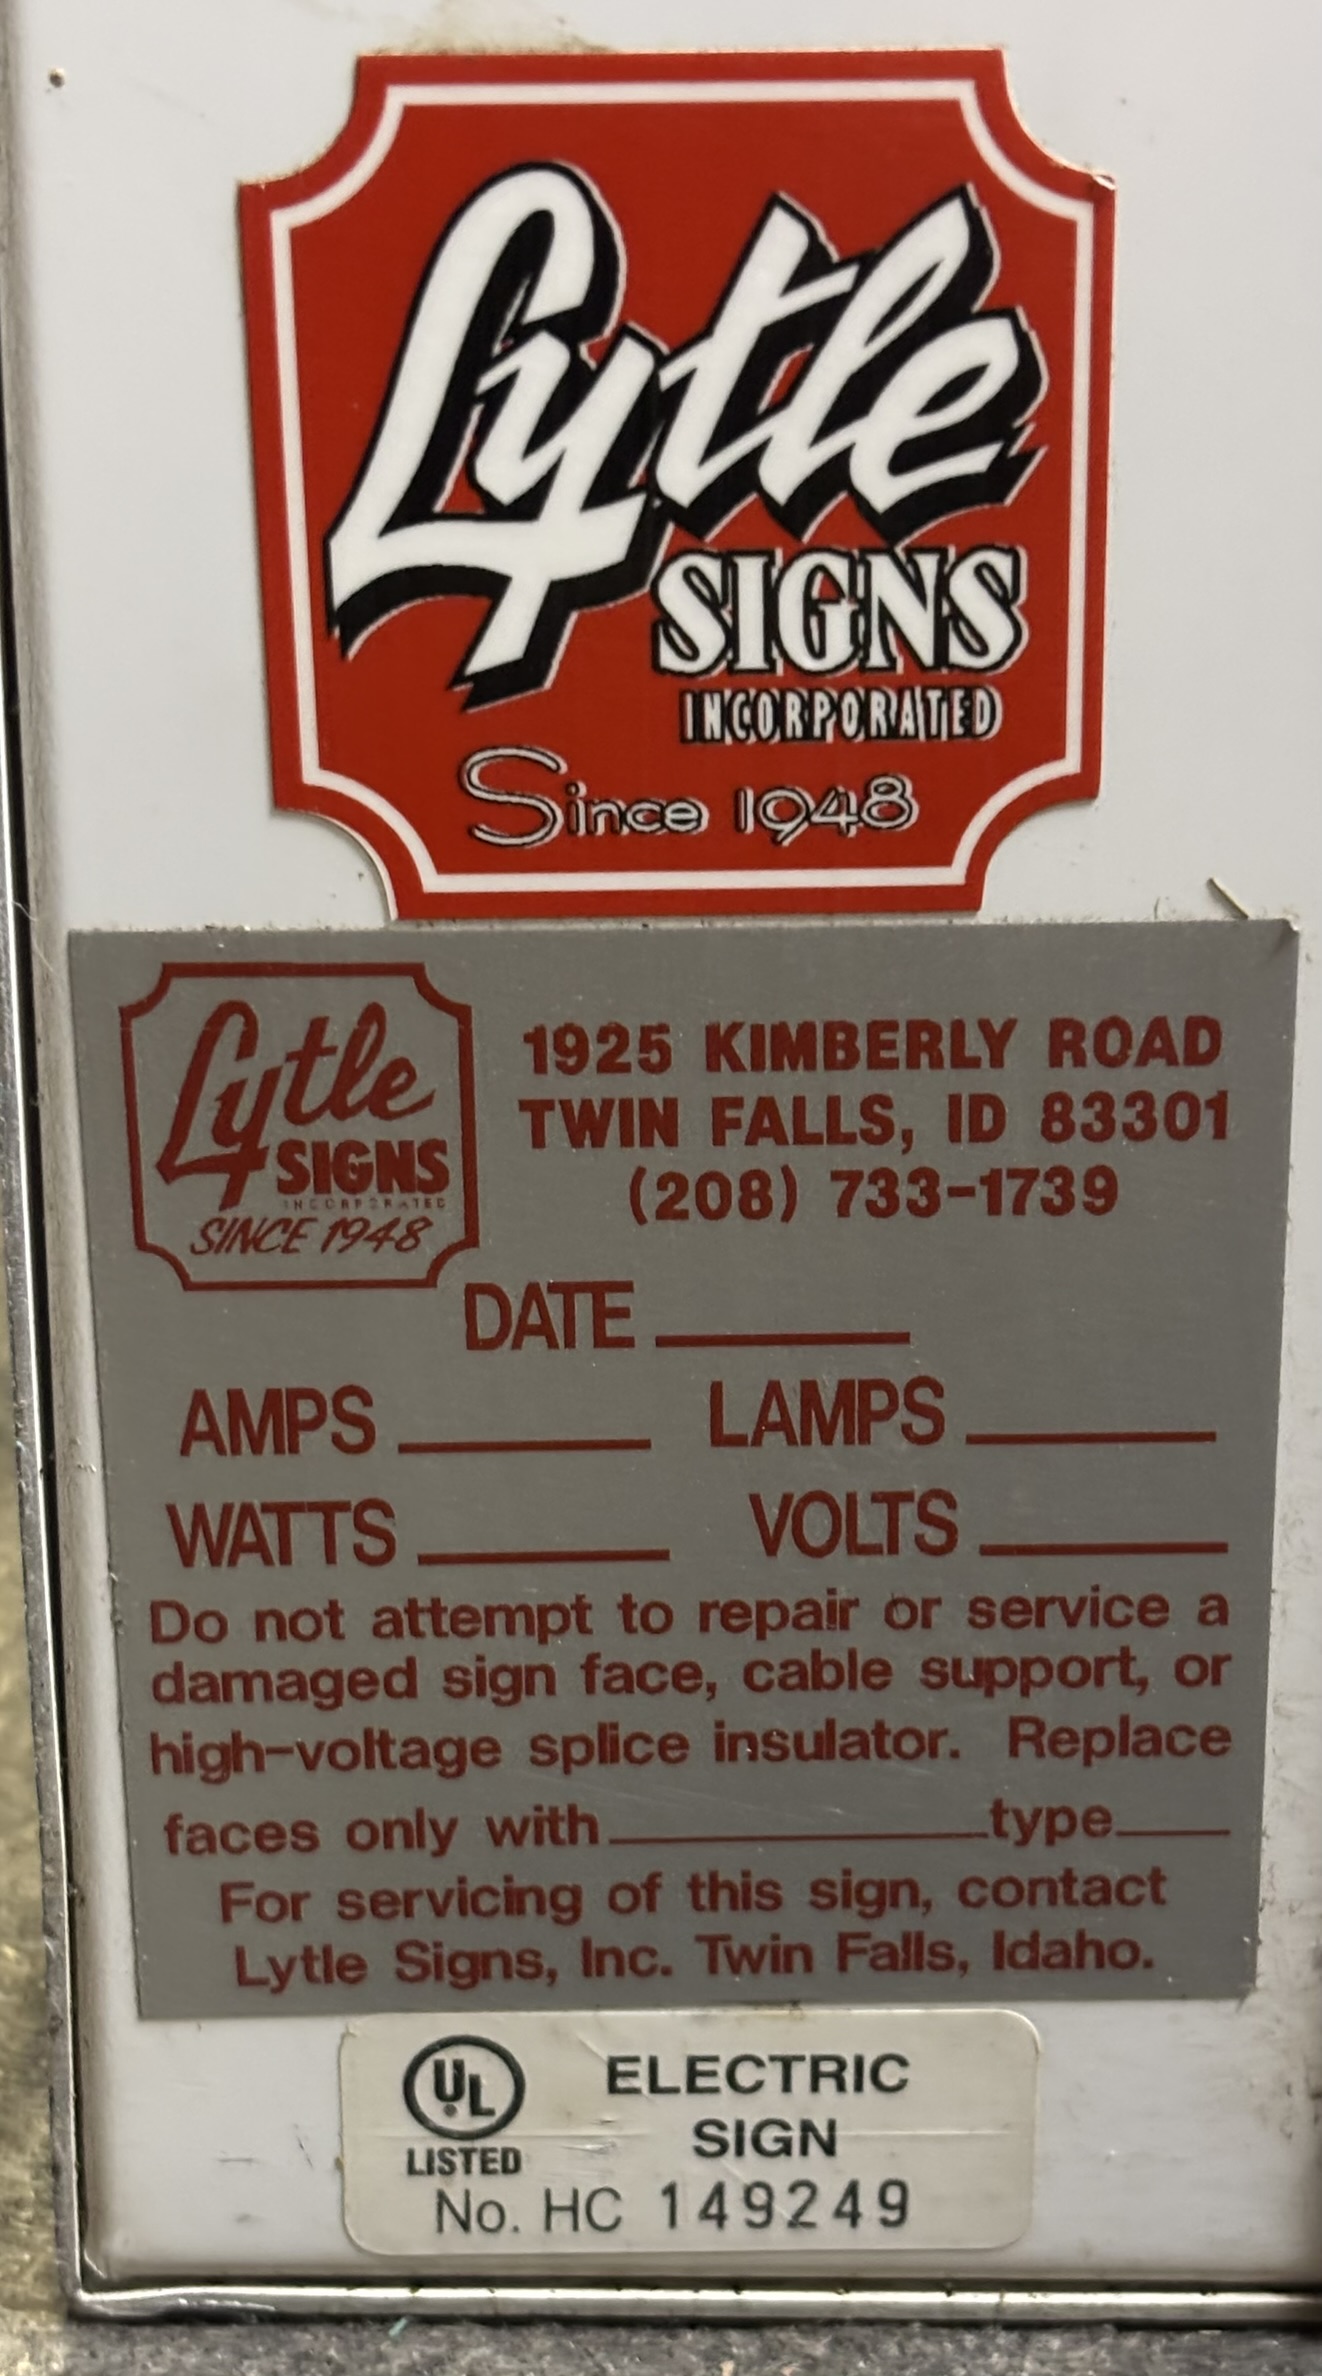 Lytle
SIGNS
INCORPORATED
Since 1948
Lytle
SIGNS
INCORPORATED
SINCE 1948
1925 KIMBERLY ROAD
TWIN FALLS, ID 83301
(208) 733-1739
DATE
AMPS LAMPS
WATTS VOLTS
Do not attempt to repair or service a
damaged sign face, cable support, or
high-voltage splice insulator. Replace
faces only with type
For servicing of this sign, contact
Lytle Signs, Inc. Twin Falls, Idaho.
UL
LISTED
ELECTRIC
SIGN
No. HC 149249